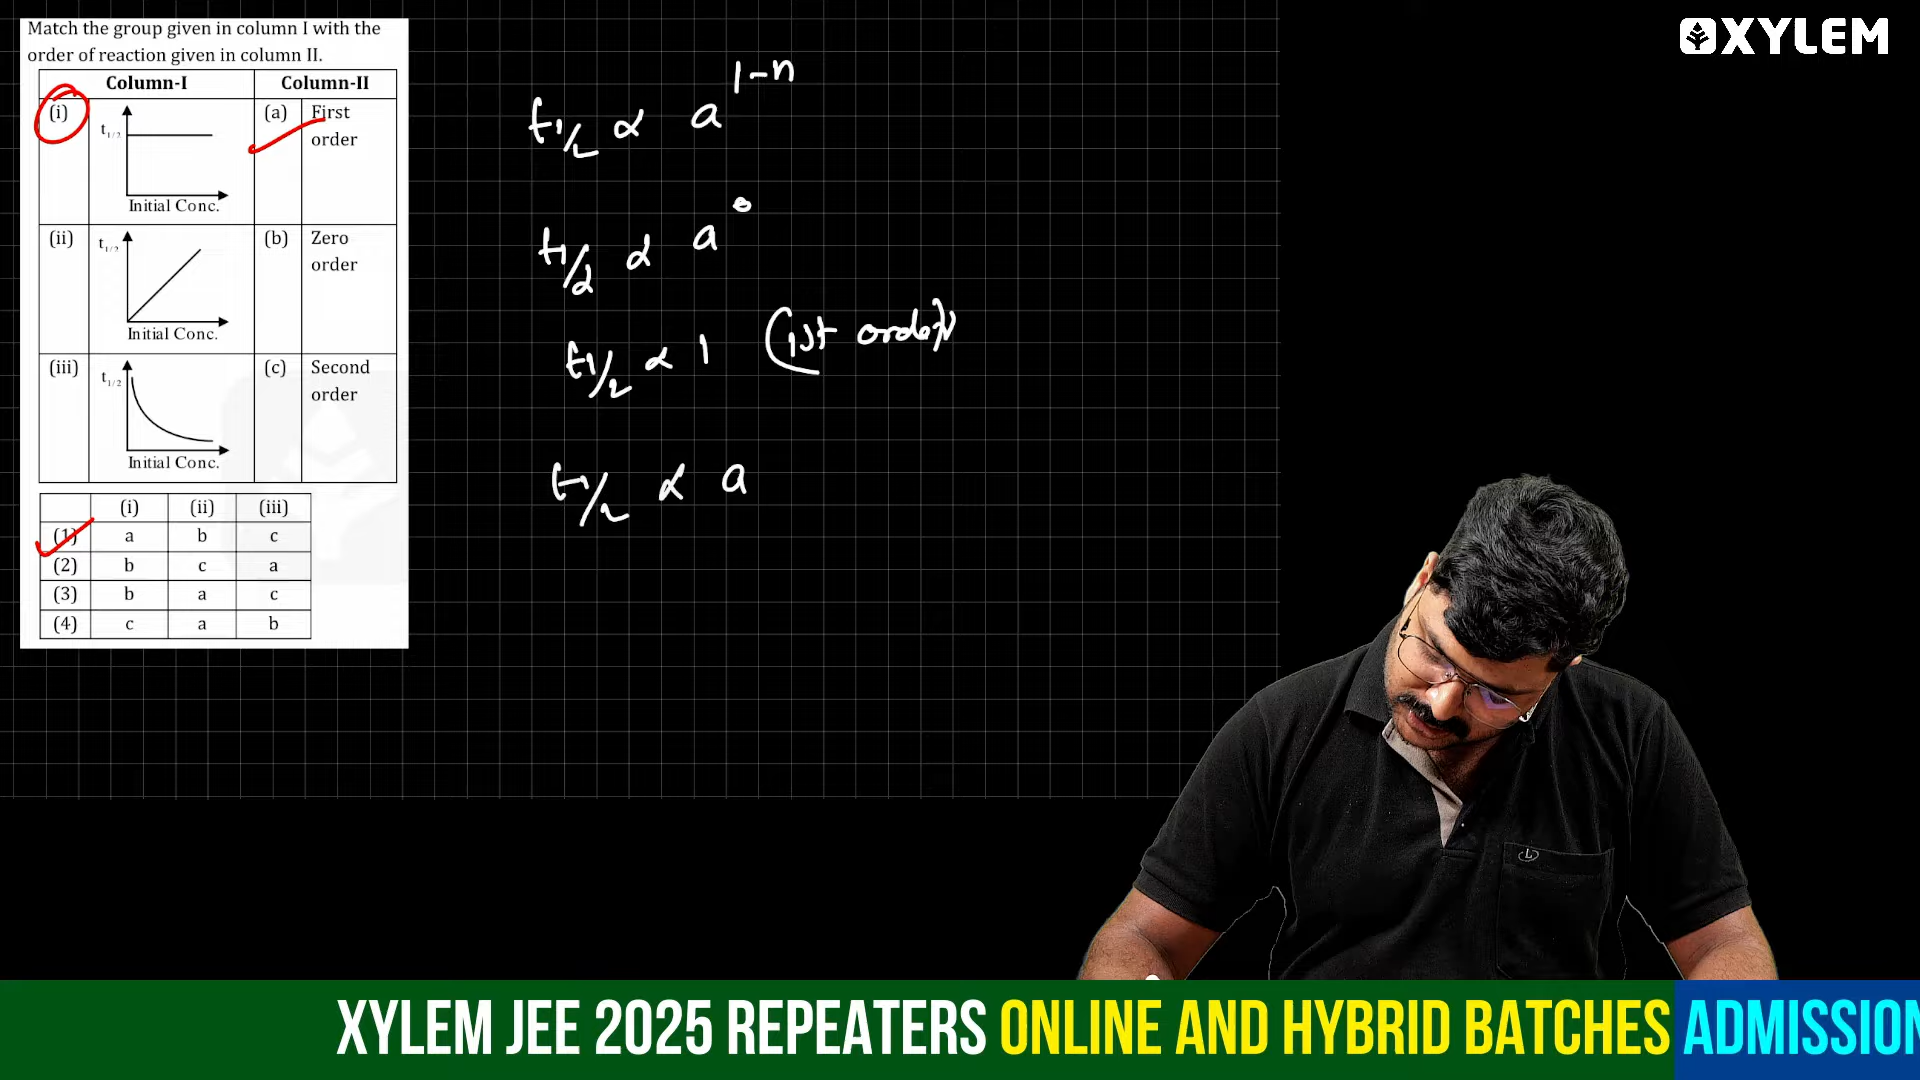 Match the group given in column I with the
order of reaction given in column II.
Column-I Column-II
(i) t1/2 Initial Conc. (a) First order
(ii) t1/2 Initial Conc. (b) Zero order
(iii) t1/2 Initial Conc. (c) Second order
(i) (ii) (iii)
(1) a b c
(2) b c a
(3) b a c
(4) c a b
t1/2 ∝ a^1-n
t1/2 ∝ a^0
t1/2 ∝ 1 (1st order)
t1/2 ∝ a
XYLEM
L
XYLEM JEE 2025 REPEATERS ONLINE AND HYBRID BATCHES ADMISSION